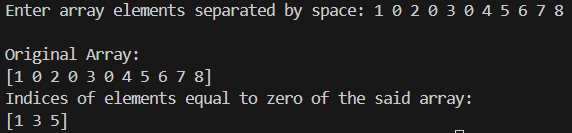 Enter array elements separated by space: 1 0 2 0 3 0 4 5 6 7 8
Original Array:
[1 0 2 0 3 0 4 5 6 7 8]
Indices of elements equal to zero of the said array:
[1 3 5]